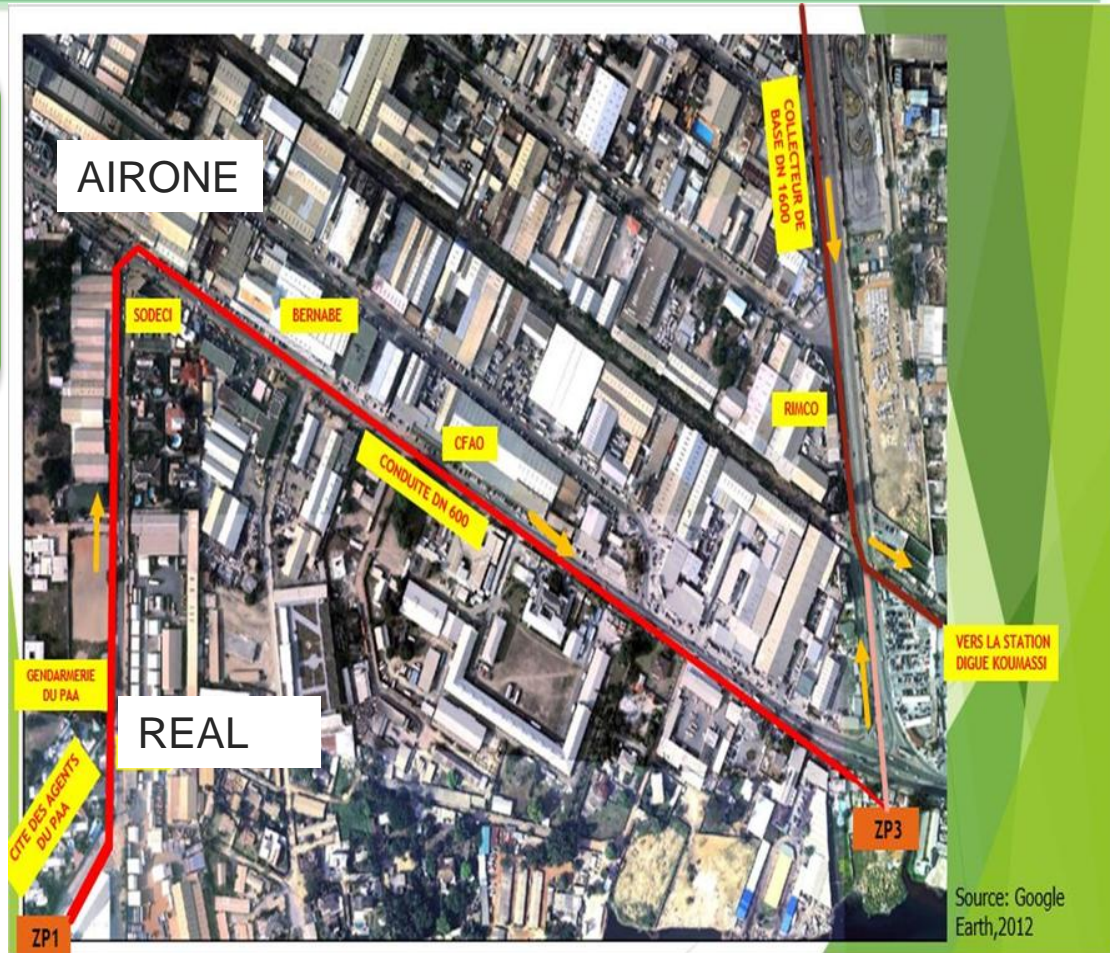 COLLECTEUR DE
BASE DN 1600
AIRONE
SODECI
BERNABE
RIMCO
CFAO
CONDUITE DN 600
VERS LA STATION
DIGUE KOUMASSI
GENDARMERIE
DU PAA
REAL
CITE DES AGENTS
DU PAA
ZP3
ZP1
Source: Google
Earth,2012